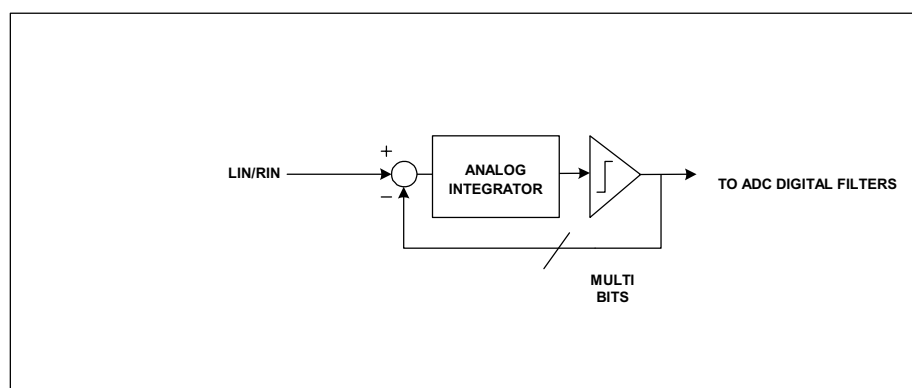 +
LIN/RIN
ANALOG
INTEGRATOR
TO ADC DIGITAL FILTERS
−
MULTI
BITS